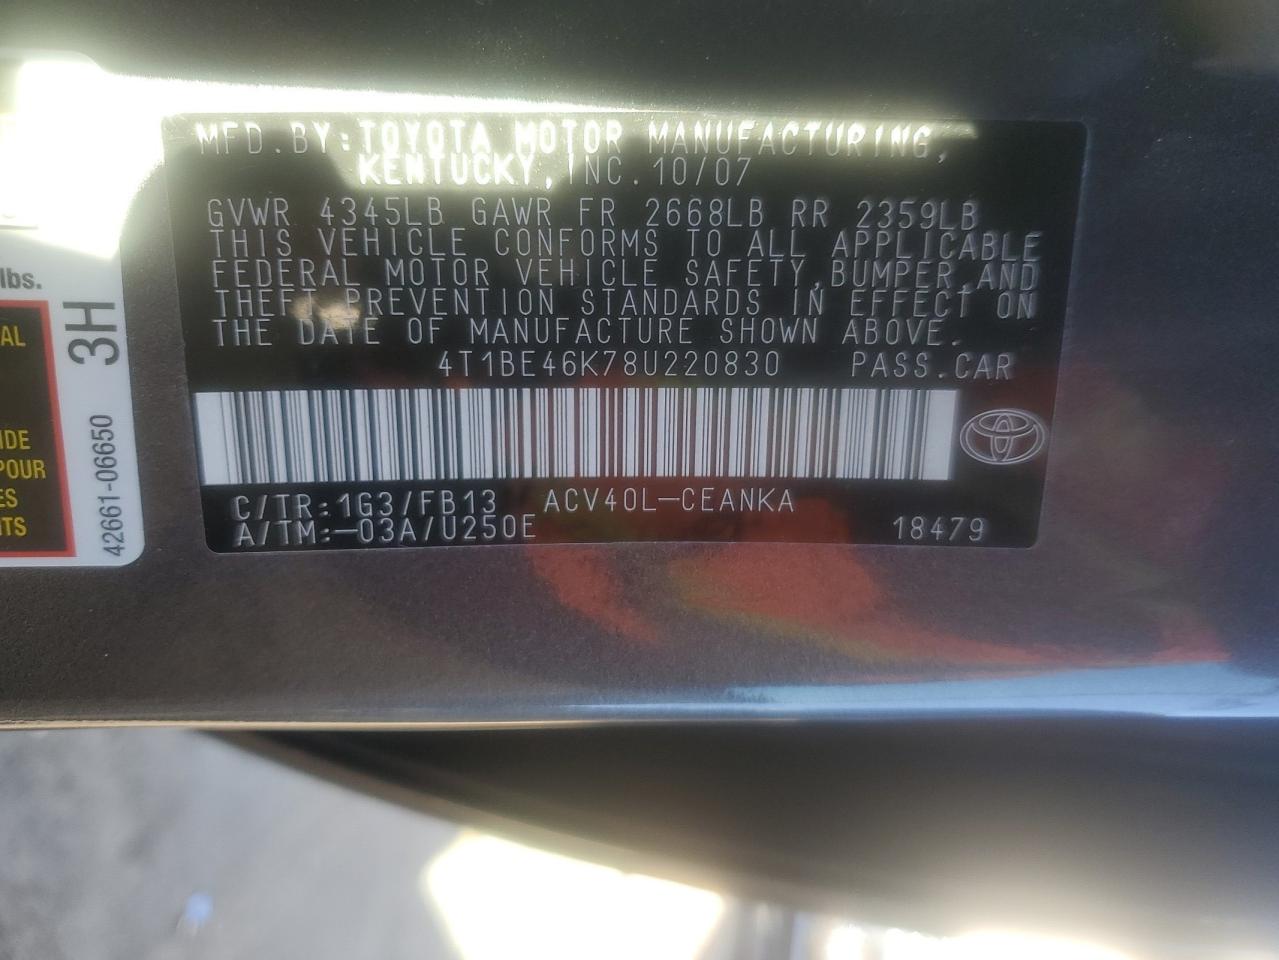 MFD.BY:TOYOTA MOTOR MANUFACTURING,
KENTUCKY,INC.10/07
GVWR 4345LB GAWR FR 2668LB RR 2359LB
THIS VEHICLE CONFORMS TO ALL APPLICABLE
FEDERAL MOTOR VEHICLE SAFETY,BUMPER,AND
THEFT PREVENTION STANDARDS IN EFFECT ON
THE DATE OF MANUFACTURE SHOWN ABOVE.
4T1BE46K78U220830 PASS.CAR
C/TR:1G3/FB13 ACV40L-CEANKA
A/TM:-03A/U250E 18479
lbs.
3H
AL
IDE
POUR
ES
NTS
42661-06650